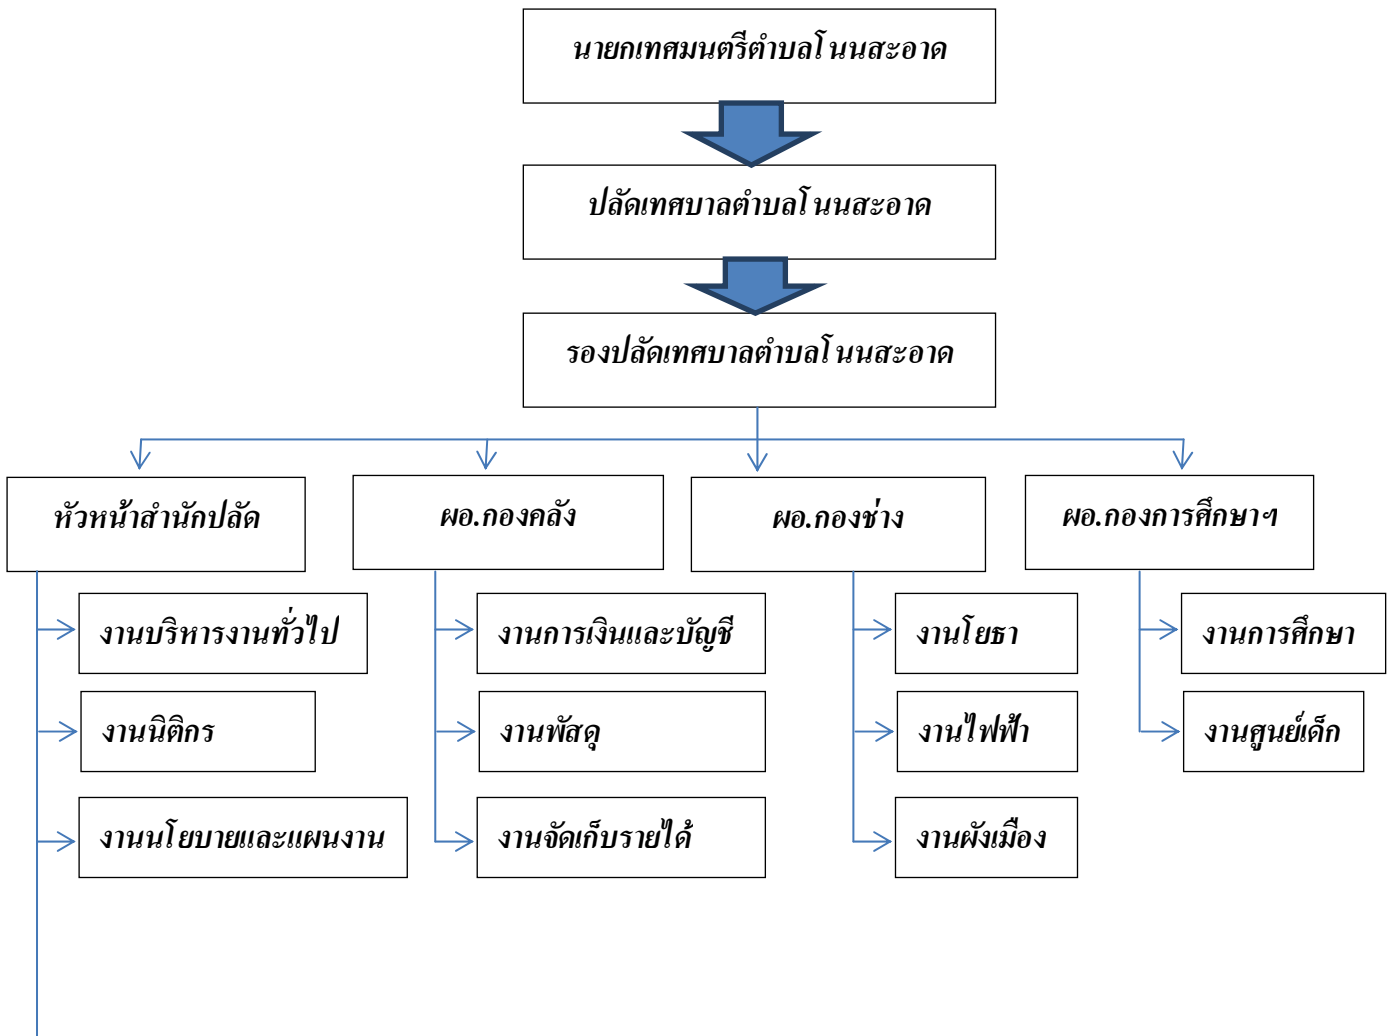 นายกเทศมนตรีตำบลโนนสะอาด
ปลัดเทศบาลตำบลโนนสะอาด
รองปลัดเทศบาลตำบลโนนสะอาด
หัวหน้าสำนักปลัด
ผอ.กองคลัง
ผอ.กองช่าง
ผอ.กองการศึกษาฯ
งานบริหารงานทั่วไป
งานการเงินและบัญชี
งานโยธา
งานการศึกษา
งานนิติกร
งานพัสดุ
งานไฟฟ้า
งานศูนย์เด็ก
งานนโยบายและแผนงาน
งานจัดเก็บรายได้
งานผังเมือง